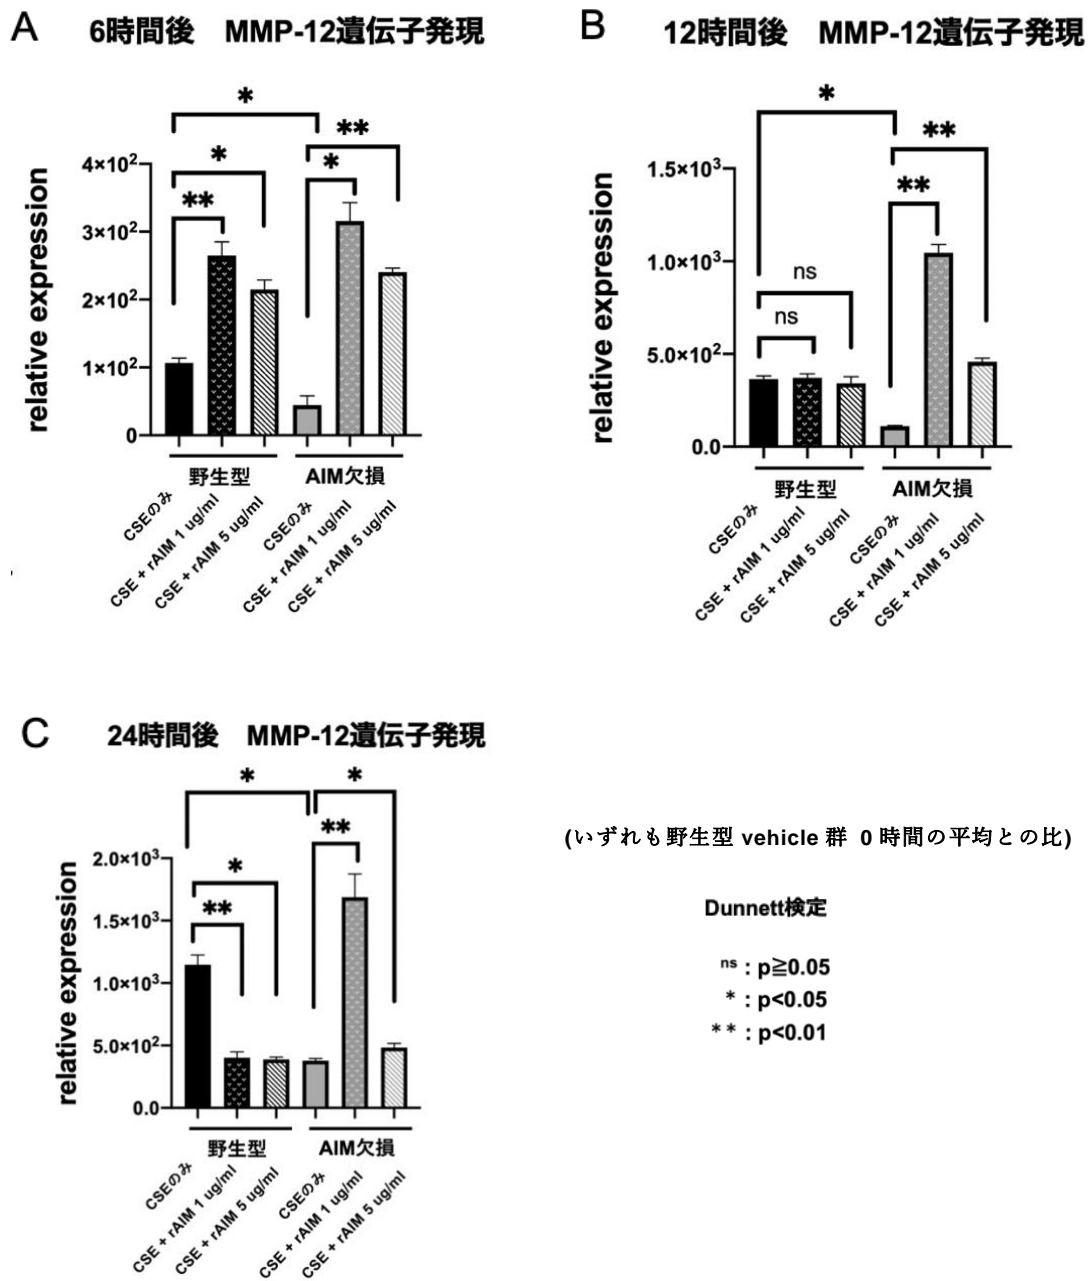 A 6時間後 MMP-12遺伝子発現
*
**
*
*
**
4×10²
3×10²
2×10²
1×10²
0
relative expression
野生型
AIM欠損
CSEのみ
CSE + rAIM 1 ug/ml
CSE + rAIM 5 ug/ml
CSEのみ
CSE + rAIM 1 ug/ml
CSE + rAIM 5 ug/ml
B 12時間後 MMP-12遺伝子発現
*
**
**
ns
ns
1.5×10³
1.0×10³
5.0×10²
0.0
relative expression
野生型
AIM欠損
CSEのみ
CSE + rAIM 1 ug/ml
CSE + rAIM 5 ug/ml
CSEのみ
CSE + rAIM 1 ug/ml
CSE + rAIM 5 ug/ml
C 24時間後 MMP-12遺伝子発現
*
*
**
*
**
2.0×10³
1.5×10³
1.0×10³
5.0×10²
0.0
relative expression
野生型
AIM欠損
CSEのみ
CSE + rAIM 1 ug/ml
CSE + rAIM 5 ug/ml
CSEのみ
CSE + rAIM 1 ug/ml
CSE + rAIM 5 ug/ml
(いずれも野生型 vehicle 群 0 時間の平均との比)
Dunnett検定
ns : p≧0.05
* : p<0.05
** : p<0.01